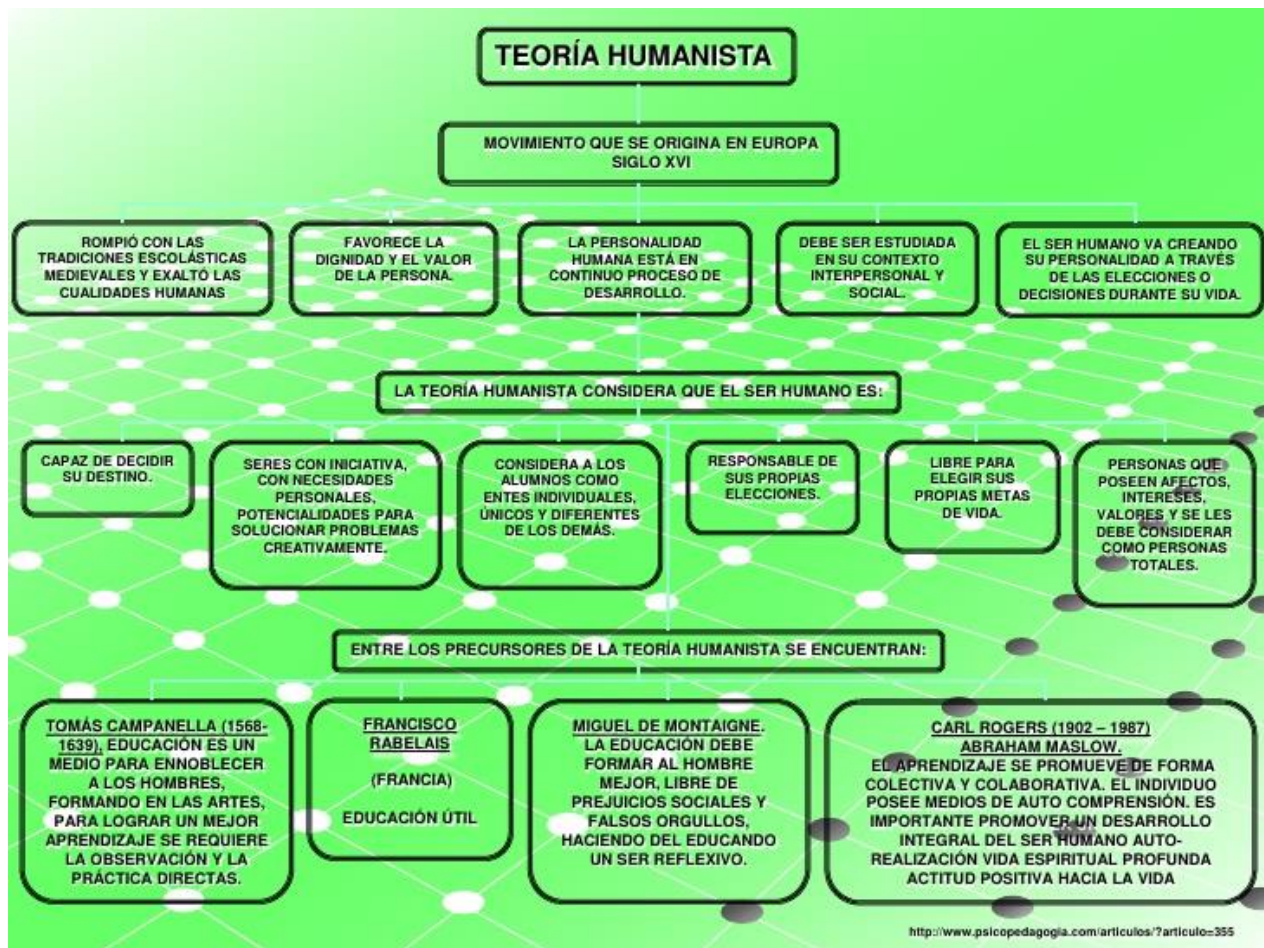 TEORÍA HUMANISTA
MOVIMIENTO QUE SE ORIGINA EN EUROPA
SIGLO XVI
ROMPIÓ CON LAS
TRADICIONES ESCOLÁSTICAS
MEDIEVALES Y EXALTÓ LAS
CUALIDADES HUMANAS
FAVORECE LA
DIGNIDAD Y EL VALOR
DE LA PERSONA.
LA PERSONALIDAD
HUMANA ESTÁ EN
CONTINUO PROCESO DE
DESARROLLO.
DEBE SER ESTUDIADA
EN SU CONTEXTO
INTERPERSONAL Y
SOCIAL.
EL SER HUMANO VA CREANDO
SU PERSONALIDAD A TRAVÉS
DE LAS ELECCIONES O
DECISIONES DURANTE SU VIDA.
LA TEORÍA HUMANISTA CONSIDERA QUE EL SER HUMANO ES:
CAPAZ DE DECIDIR
SU DESTINO.
SERES CON INICIATIVA,
CON NECESIDADES
PERSONALES,
POTENCIALIDADES PARA
SOLUCIONAR PROBLEMAS
CREATIVAMENTE.
CONSIDERA A LOS
ALUMNOS COMO
ENTES INDIVIDUALES,
ÚNICOS Y DIFERENTES
DE LOS DEMÁS.
RESPONSABLE DE
SUS PROPIAS
ELECCIONES.
LIBRE PARA
ELEGIR SUS
PROPIAS METAS
DE VIDA.
PERSONAS QUE
POSEEN AFECTOS,
INTERESES,
VALORES Y SE LES
DEBE CONSIDERAR
COMO PERSONAS
TOTALES.
ENTRE LOS PRECURSORES DE LA TEORÍA HUMANISTA SE ENCUENTRAN:
TOMÁS CAMPANELLA (1568-
1639), EDUCACIÓN ES UN
MEDIO PARA ENNOBLECER
A LOS HOMBRES,
FORMANDO EN LAS ARTES,
PARA LOGRAR UN MEJOR
APRENDIZAJE SE REQUIERE
LA OBSERVACIÓN Y LA
PRÁCTICA DIRECTAS.
FRANCISCO
RABELAIS
(FRANCIA)
EDUCACIÓN ÚTIL
MIGUEL DE MONTAIGNE.
LA EDUCACIÓN DEBE
FORMAR AL HOMBRE
MEJOR, LIBRE DE
PREJUICIOS SOCIALES Y
FALSOS ORGULLOS,
HACIENDO DEL EDUCANDO
UN SER REFLEXIVO.
CARL ROGERS (1902 – 1987)
ABRAHAM MASLOW.
EL APRENDIZAJE SE PROMUEVE DE FORMA
COLECTIVA Y COLABORATIVA. EL INDIVIDUO
POSEE MEDIOS DE AUTO COMPRENSIÓN. ES
IMPORTANTE PROMOVER UN DESARROLLO
INTEGRAL DEL SER HUMANO AUTO-
REALIZACIÓN VIDA ESPIRITUAL PROFUNDA
ACTITUD POSITIVA HACIA LA VIDA
http://www.psicopedagogia.com/articulos/?articulo=355